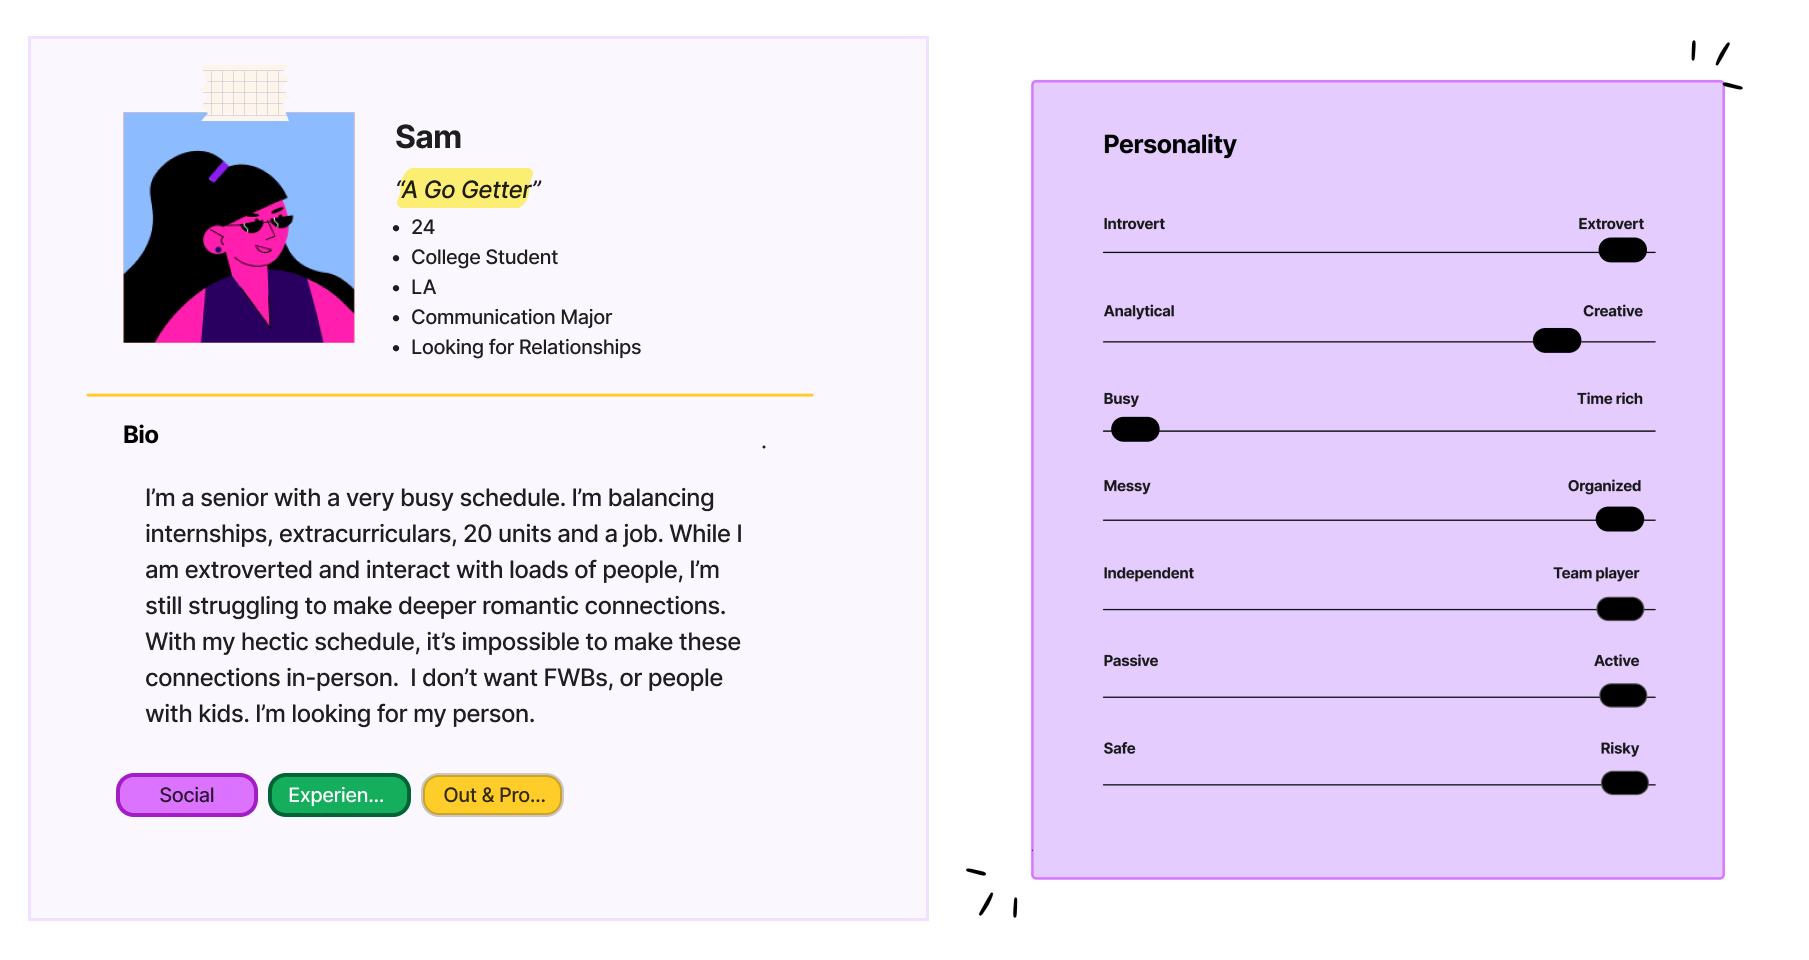 Sam
“A Go Getter”
• 24
• College Student
• LA
• Communication Major
• Looking for Relationships
Bio
I’m a senior with a very busy schedule. I’m balancing
internships, extracurriculars, 20 units and a job. While I
am extroverted and interact with loads of people, I’m
still struggling to make deeper romantic connections.
With my hectic schedule, it’s impossible to make these
connections in-person.  I don’t want FWBs, or people
with kids. I’m looking for my person.
Social
Experien...
Out & Pro...
Personality
Introvert Extrovert
Analytical Creative
Busy Time rich
Messy Organized
Independent Team player
Passive Active
Safe Risky